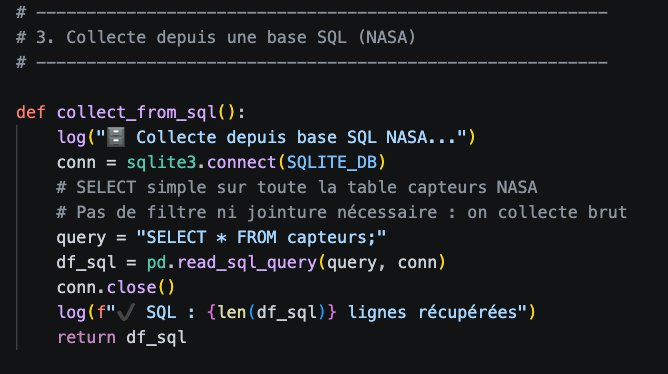 # ------------------------------------------------------
# 3. Collecte depuis une base SQL (NASA)
# ------------------------------------------------------
def collect_from_sql():
    log("🗄️ Collecte depuis base SQL NASA...")
    conn = sqlite3.connect(SQLITE_DB)
    # SELECT simple sur toute la table capteurs NASA
    # Pas de filtre ni jointure nécessaire : on collecte brut
    query = "SELECT * FROM capteurs;"
    df_sql = pd.read_sql_query(query, conn)
    conn.close()
    log(f"✔️ SQL : {len(df_sql)} lignes récupérées")
    return df_sql